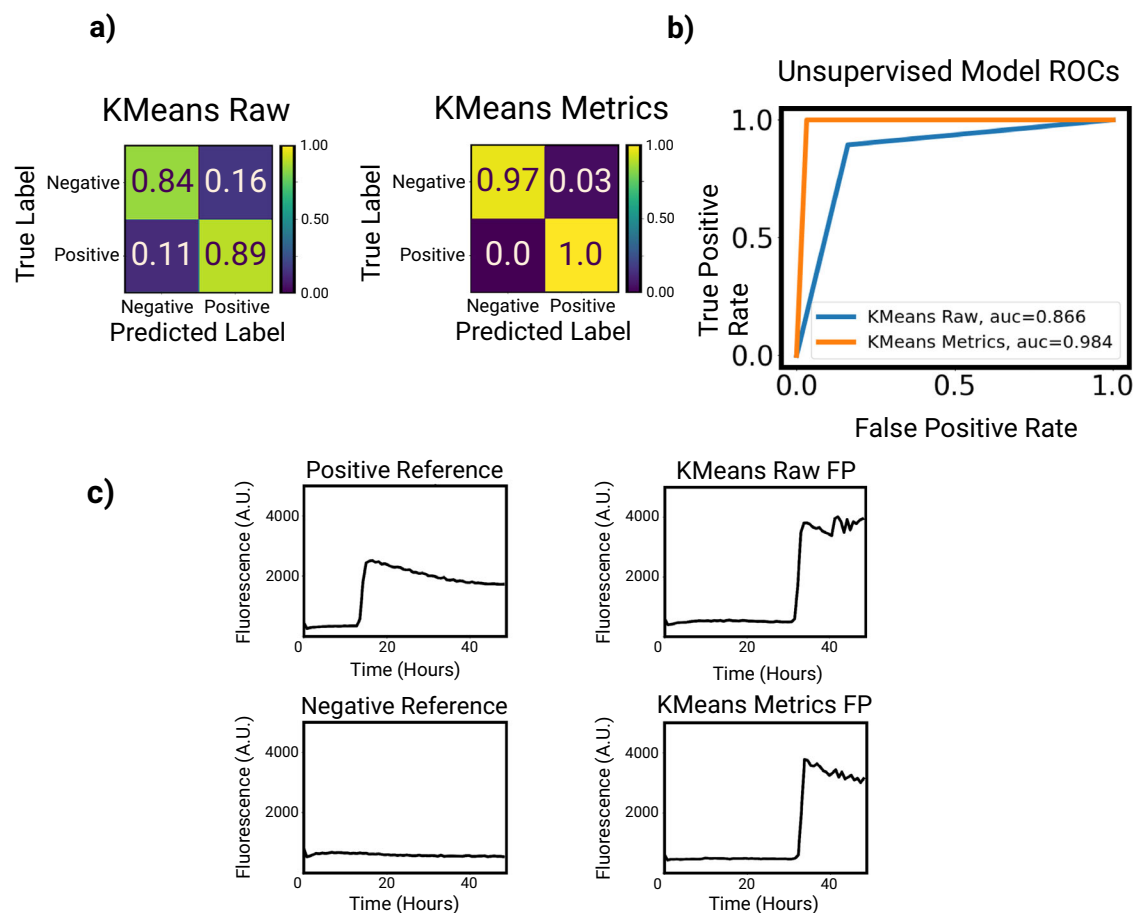 a)
KMeans Raw
True Label
Negative
Positive
0.84 0.16
0.11 0.89
Negative Positive
Predicted Label
1.00
0.50
0.00
KMeans Metrics
True Label
Negative
Positive
0.97 0.03
0.0 1.0
Negative Positive
Predicted Label
1.00
0.50
0.00
b)
Unsupervised Model ROCs
True Positive
Rate
1.0
0.5
0.0
KMeans Raw, auc=0.866
KMeans Metrics, auc=0.984
0.0 0.5 1.0
False Positive Rate
c)
Positive Reference
Fluorescence (A.U.)
4000
2000
0 20 40
Time (Hours)
KMeans Raw FP
Fluorescence (A.U.)
4000
2000
0 20 40
Time (Hours)
Negative Reference
Fluorescence (A.U.)
4000
2000
0 20 40
Time (Hours)
KMeans Metrics FP
Fluorescence (A.U.)
4000
2000
0 20 40
Time (Hours)